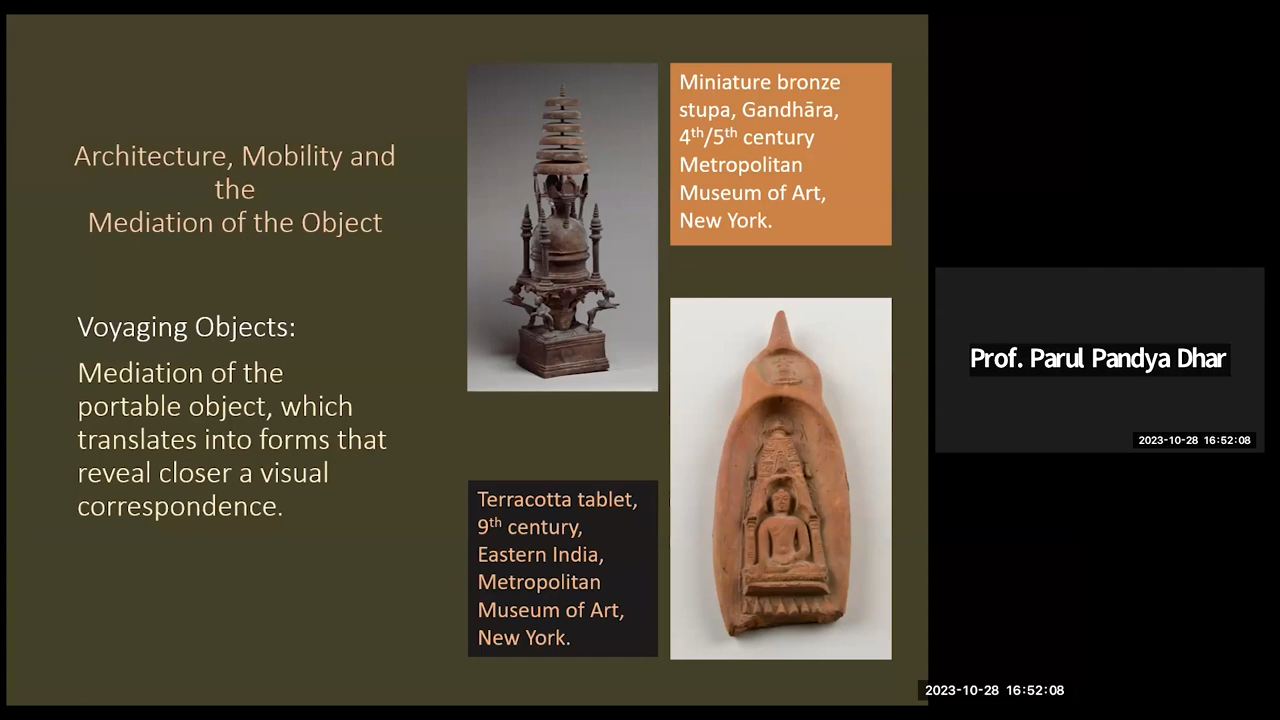 Architecture, Mobility and
the
Mediation of the Object
Voyaging Objects:
Mediation of the
portable object, which
translates into forms that
reveal closer a visual
correspondence.
Miniature bronze
stupa, Gandhāra,
4th/5th century
Metropolitan
Museum of Art,
New York.
Terracotta tablet,
9th century,
Eastern India,
Metropolitan
Museum of Art,
New York.
Prof. Parul Pandya Dhar
2023-10-28 16:52:08
2023-10-28 16:52:08